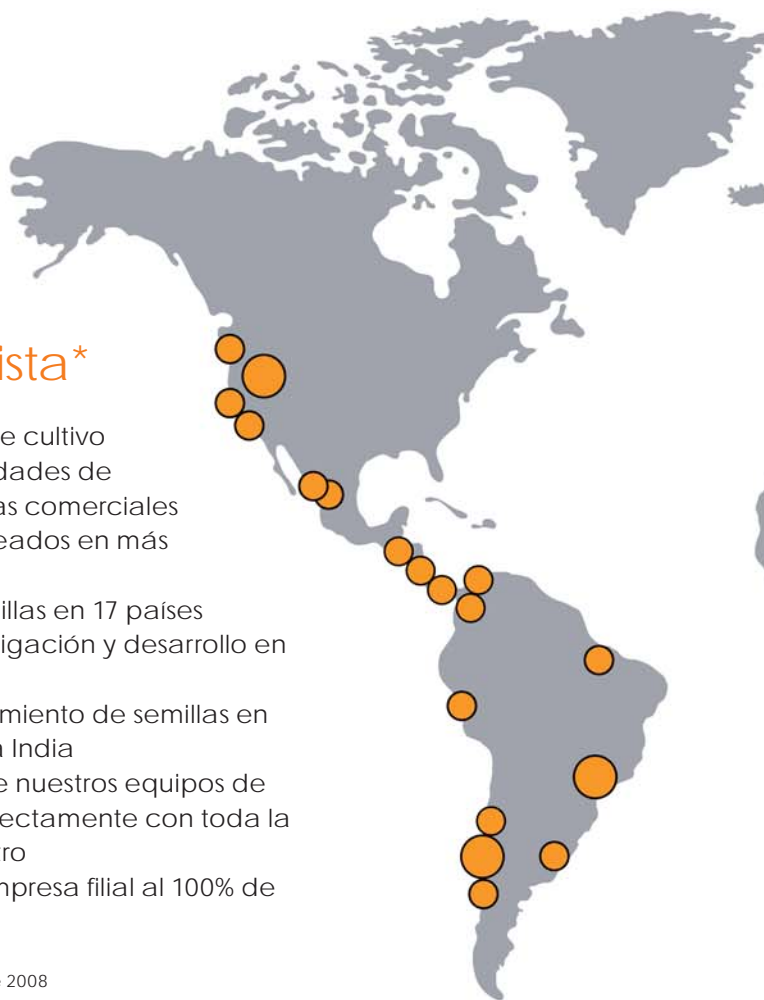 ista*
e cultivo
dades de
as comerciales
eados en más
illas en 17 países
igación y desarrollo en
miento de semillas en
a India
e nuestros equipos de
ectamente con toda la
tro
mpresa filial al 100% de
e 2008